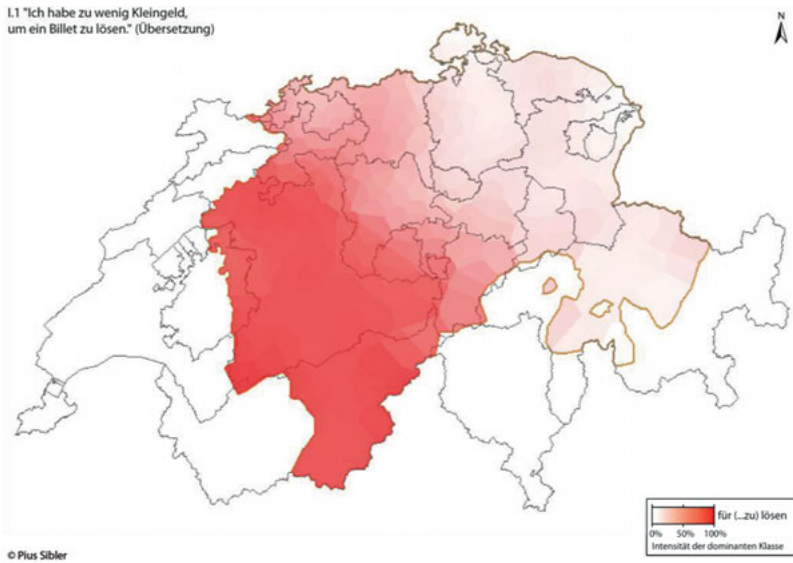 I.1 "Ich habe zu wenig Kleingeld,
um ein Billet zu lösen." (Übersetzung)
N
für (...zu) lösen
0% 50% 100%
Intensität der dominanten Klasse
© Pius Sibler